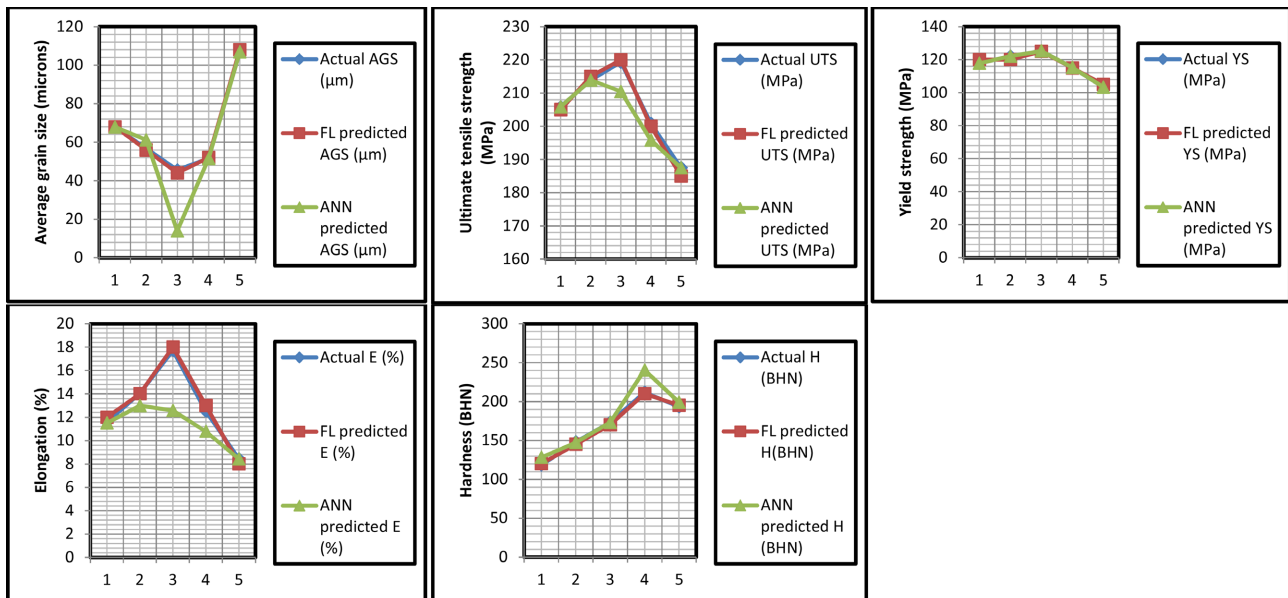 Average grain size (microns)
120
100
80
60
40
20
0
1 2 3 4 5
Actual AGS
(μm)
FL predicted
AGS (μm)
ANN
predicted
AGS (μm)
Ultimate tensile strength
(MPa)
230
220
210
200
190
180
170
160
1 2 3 4 5
Actual UTS
(MPa)
FL predicted
UTS (MPa)
ANN
predicted
UTS (MPa)
Yield strength (MPa)
140
120
100
80
60
40
20
0
1 2 3 4 5
Actual YS
(MPa)
FL predicted
YS (MPa)
ANN
predicted YS
(MPa)
Elongation (%)
20
18
16
14
12
10
8
6
4
2
0
1 2 3 4 5
Actual E (%)
FL predicted
E (%)
ANN
predicted E
(%)
Hardness (BHN)
300
250
200
150
100
50
0
1 2 3 4 5
Actual H
(BHN)
FL predicted
H(BHN)
ANN
predicted H
(BHN)